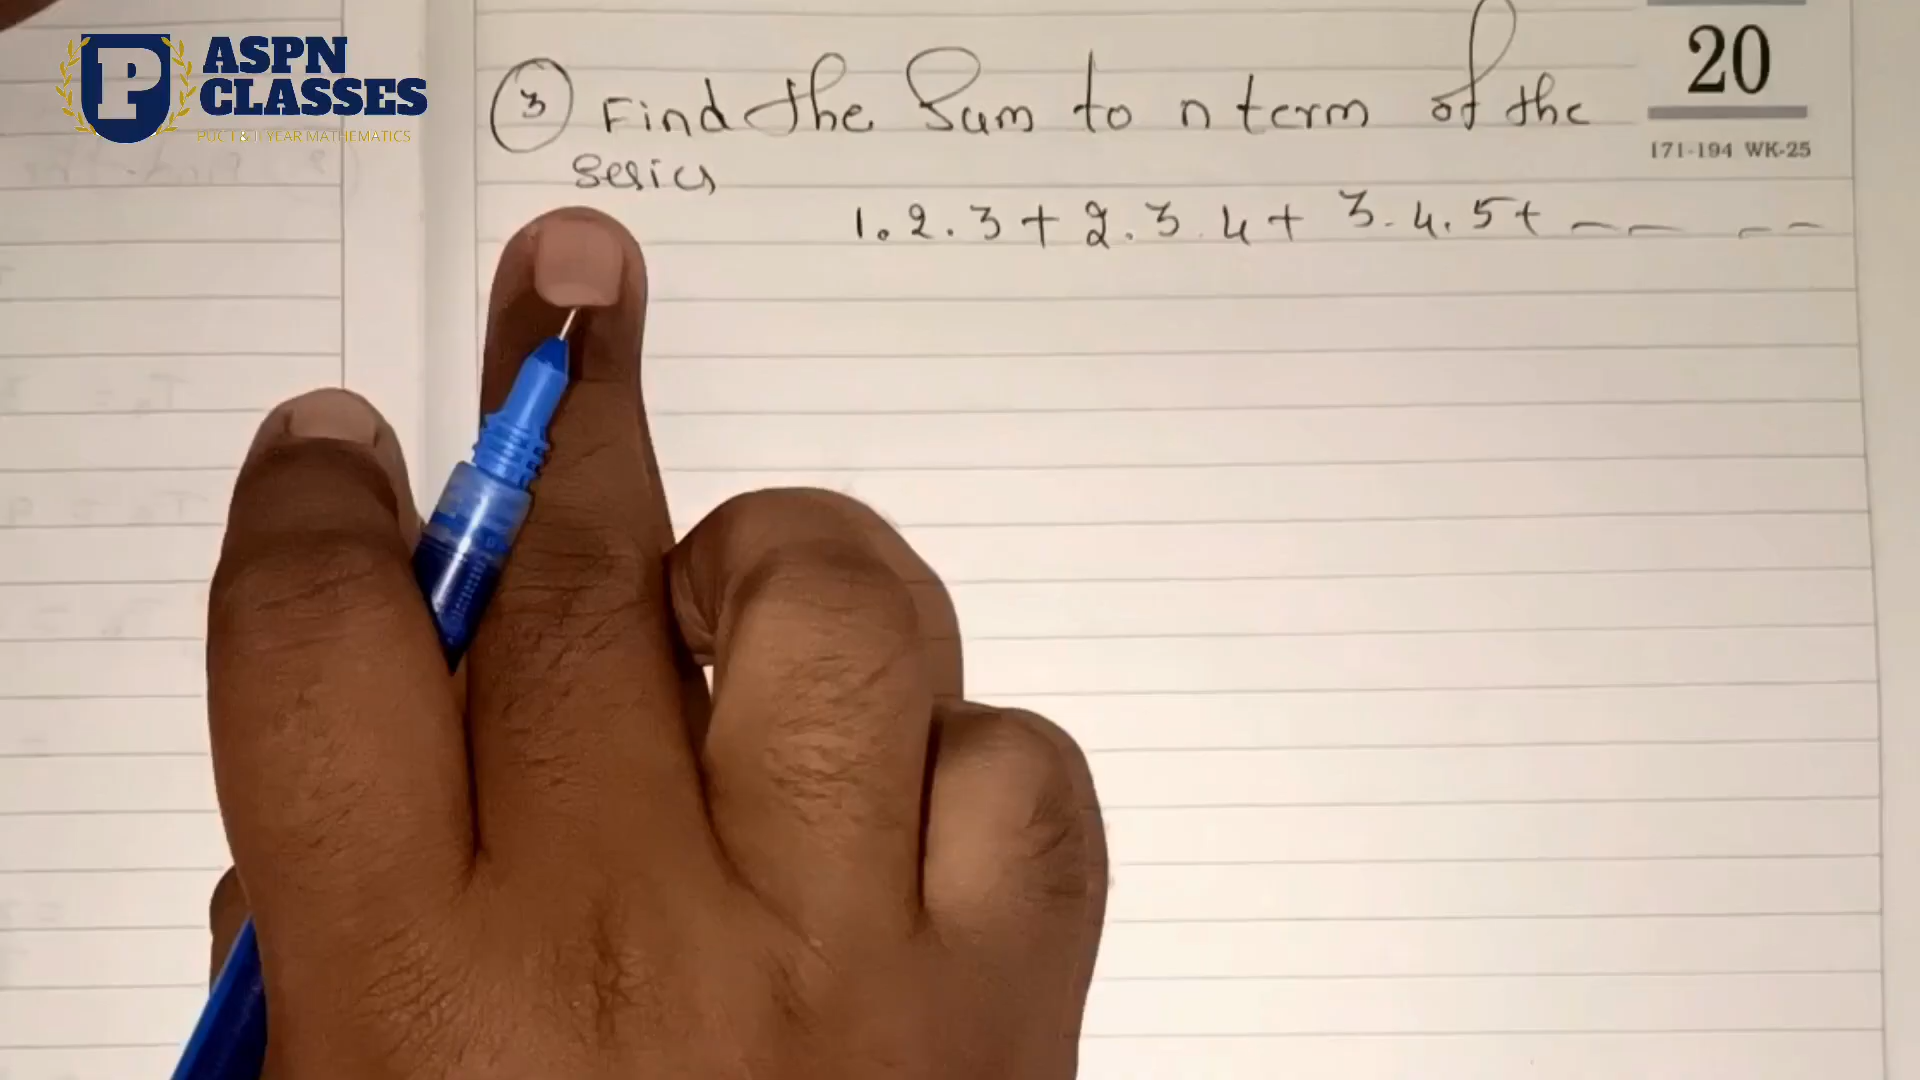 P
ASPN
CLASSES
PUC I & II YEAR MATHEMATICS
20
171-194 WK-25
3 Find the Sum to n term of the
series
1.2.3+2.3.4+ 3.4.5+ -- --